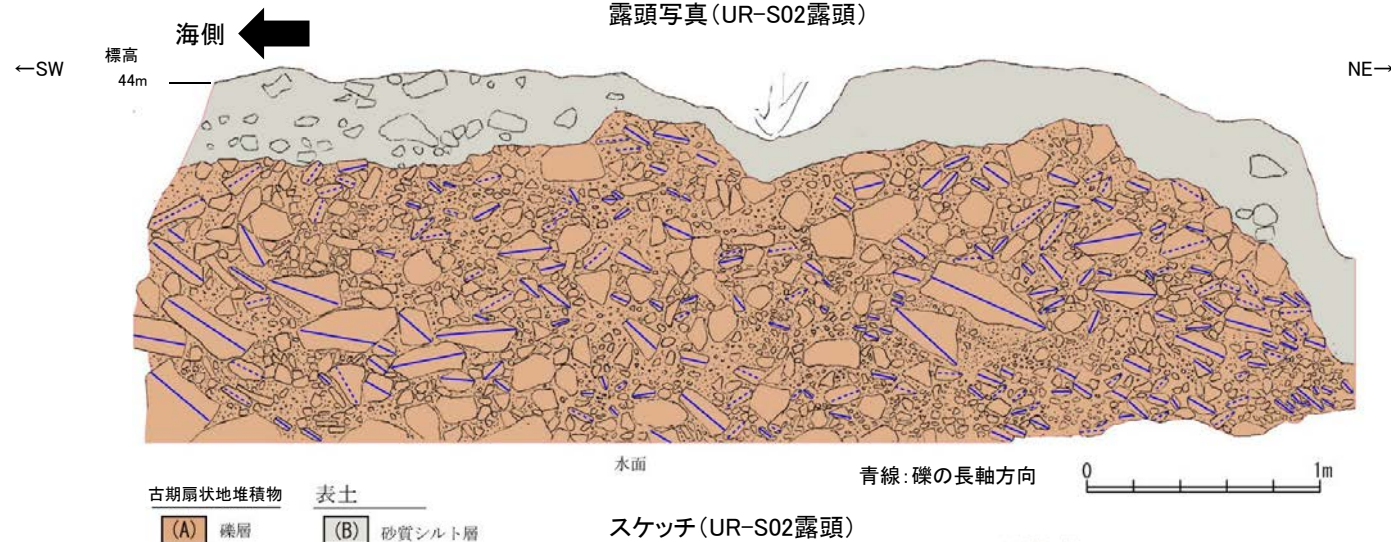 露頭写真(UR-S02露頭)
海側
←SW
標高
44m
NE→
水面
青線:礫の長軸方向
0
1m
古期扇状地堆積物
表土
(A) 礫層
(B) 砂質シルト層
スケッチ(UR-S02露頭)